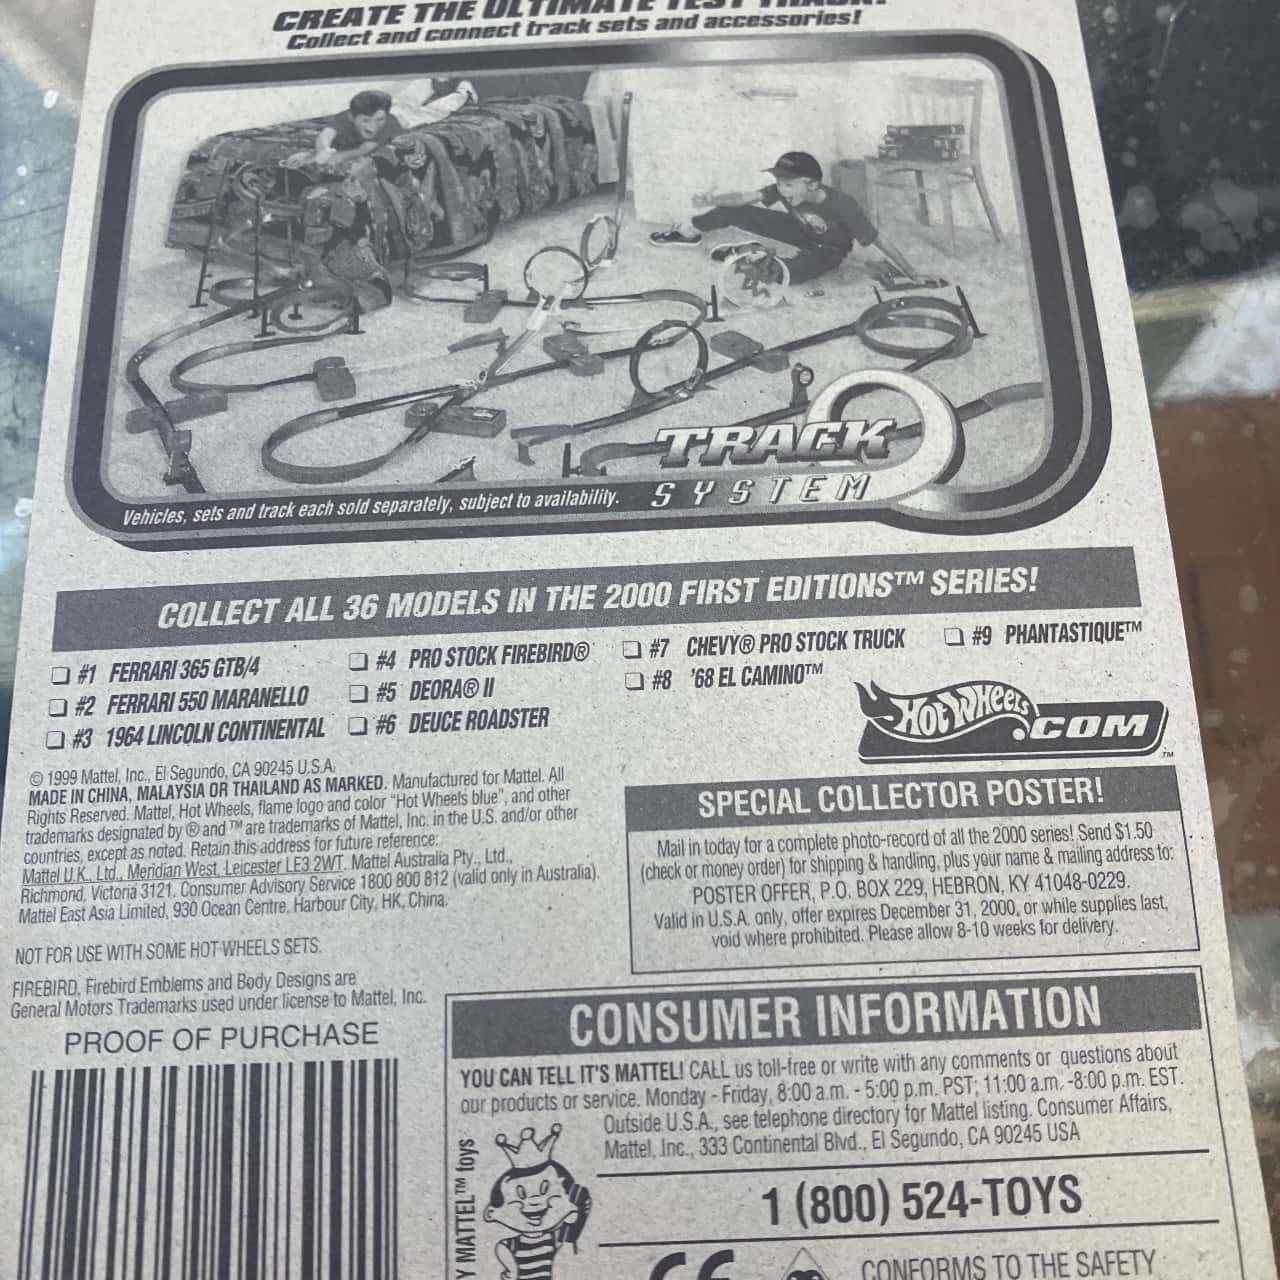 CREATE THE ULTIMATE TEST TRACK!
Collect and connect track sets and accessories!
TRACK
SYSTEM
Vehicles, sets and track each sold separately, subject to availability.
COLLECT ALL 36 MODELS IN THE 2000 FIRST EDITIONS™ SERIES!
#1 FERRARI 365 GTB/4
#2 FERRARI 550 MARANELLO
#3 1964 LINCOLN CONTINENTAL
#4 PRO STOCK FIREBIRD®
#5 DEORA® II
#6 DEUCE ROADSTER
#7 CHEVY® PRO STOCK TRUCK
#8 '68 EL CAMINO™
#9 PHANTASTIQUE™
Hot Wheels
.COM™
© 1999 Mattel, Inc., El Segundo, CA 90245 U.S.A.
MADE IN CHINA, MALAYSIA OR THAILAND AS MARKED. Manufactured for Mattel. All
Rights Reserved. Mattel, Hot Wheels, flame logo and color "Hot Wheels blue", and other
trademarks designated by ® and ™ are trademarks of Mattel, Inc. in the U.S. and/or other
countries, except as noted. Retain this address for future reference:
Mattel U.K., Ltd., Meridian West, Leicester LE3 2WT. Mattel Australia Pty., Ltd.,
Richmond, Victoria 3121. Consumer Advisory Service 1800 800 812 (valid only in Australia).
Mattel East Asia Limited, 930 Ocean Centre, Harbour City, HK, China.
NOT FOR USE WITH SOME HOT WHEELS SETS.
FIREBIRD, Firebird Emblems and Body Designs are
General Motors Trademarks used under license to Mattel, Inc.
PROOF OF PURCHASE
SPECIAL COLLECTOR POSTER!
Mail in today for a complete photo-record of all the 2000 series! Send $1.50
(check or money order) for shipping & handling, plus your name & mailing address to:
POSTER OFFER, P.O. BOX 229, HEBRON, KY 41048-0229.
Valid in U.S.A. only, offer expires December 31, 2000, or while supplies last,
void where prohibited. Please allow 8-10 weeks for delivery.
CONSUMER INFORMATION
YOU CAN TELL IT'S MATTEL! CALL us toll-free or write with any comments or questions about
our products or service. Monday - Friday, 8:00 a.m. - 5:00 p.m. PST; 11:00 a.m. -8:00 p.m. EST.
Outside U.S.A., see telephone directory for Mattel listing. Consumer Affairs,
Mattel, Inc., 333 Continental Blvd., El Segundo, CA 90245 USA
1 (800) 524-TOYS
Y MATTEL™ toys
CE
CONFORMS TO THE SAFETY